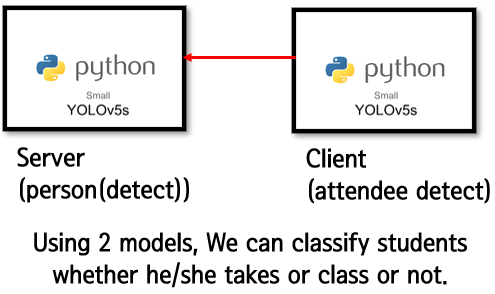 python
Small
YOLOv5s
python
Small
YOLOv5s
Server
(person(detect))
Client
(attendee detect)
Using 2 models, We can classify students
whether he/she takes or class or not.